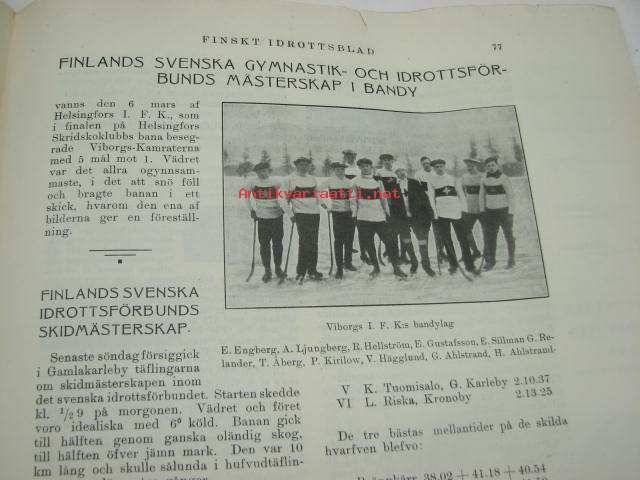 FINSKT IDROTTSBLAD
77
FINLANDS SVENSKA GYMNASTIK- OCH IDROTTSFÖR-
BUNDS MÄSTERSKAP I BANDY
vanns den 6 mars af
Helsingfors I. F. K., som
i finalen på Helsingfors
Skridskoklubbs bana beseg-
rade Viborgs-Kamraterna
med 5 mål mot 1. Vädret
var det allra ogynnsam-
maste, i det att snö föll
och bragte banan i ett
skick, hvarom den ena af
bilderna ger en föreställ-
ning.
FINLANDS SVENSKA
IDROTTSFÖRBUNDS
SKIDMÄSTERSKAP.
Senaste söndag försiggick
i Gamlakarleby täflingarna
om skidmästerskapen inom
det svenska idrottsförbundet. Starten skedde
kl. 1/2 9 på morgonen. Vädret och föret
voro idealiska med 6° köld. Banan gick
till hälften genom ganska oländig skog,
till hälften öfver jämn mark. Den var 10
km lång och skulle sålunda i hufvudtäflin-
Antikvariaatti.net
Viborgs I. F. K:s bandylag
E. Engberg, A. Ljungberg, R. Hellström, E. Gustafsson, E. Sillman G. Re-
lander, T. Åberg, P. Kirilow, V. Hägglund, G. Ahlstrand, H. Ahlstrand.
V K. Tuomisalo, G. Karleby 2.10.37
VI L. Riska, Kronoby 2.13.25
De tre bästas mellantider på de skilda
hvarfven blefvo:
38.02 + 41.18 + 40.54